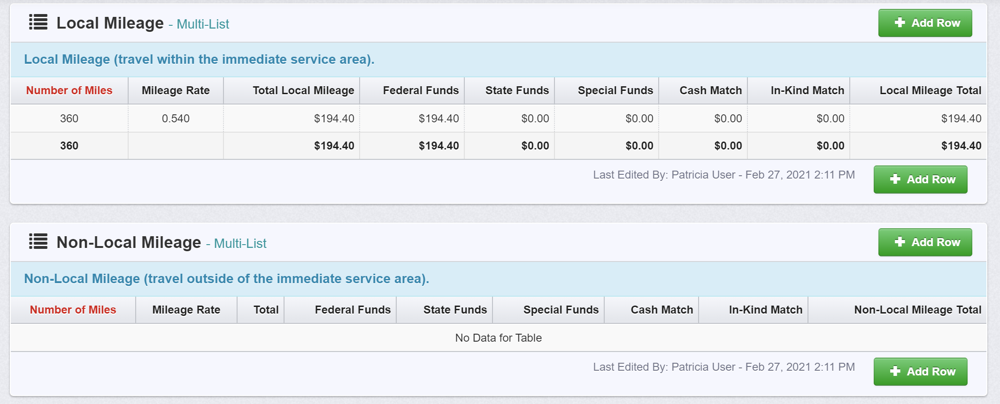 Local Mileage - Multi-List
Add Row
Local Mileage (travel within the immediate service area).
Number of Miles Mileage Rate Total Local Mileage Federal Funds State Funds Special Funds Cash Match In-Kind Match Local Mileage Total
360 0.540 $194.40 $194.40 $0.00 $0.00 $0.00 $0.00 $194.40
360 $194.40 $194.40 $0.00 $0.00 $0.00 $0.00 $194.40
Last Edited By: Patricia User - Feb 27, 2021 2:11 PM
Add Row
Non-Local Mileage - Multi-List
Add Row
Non-Local Mileage (travel outside of the immediate service area).
Number of Miles Mileage Rate Total Federal Funds State Funds Special Funds Cash Match In-Kind Match Non-Local Mileage Total
No Data for Table
Last Edited By: Patricia User - Feb 27, 2021 2:11 PM
Add Row